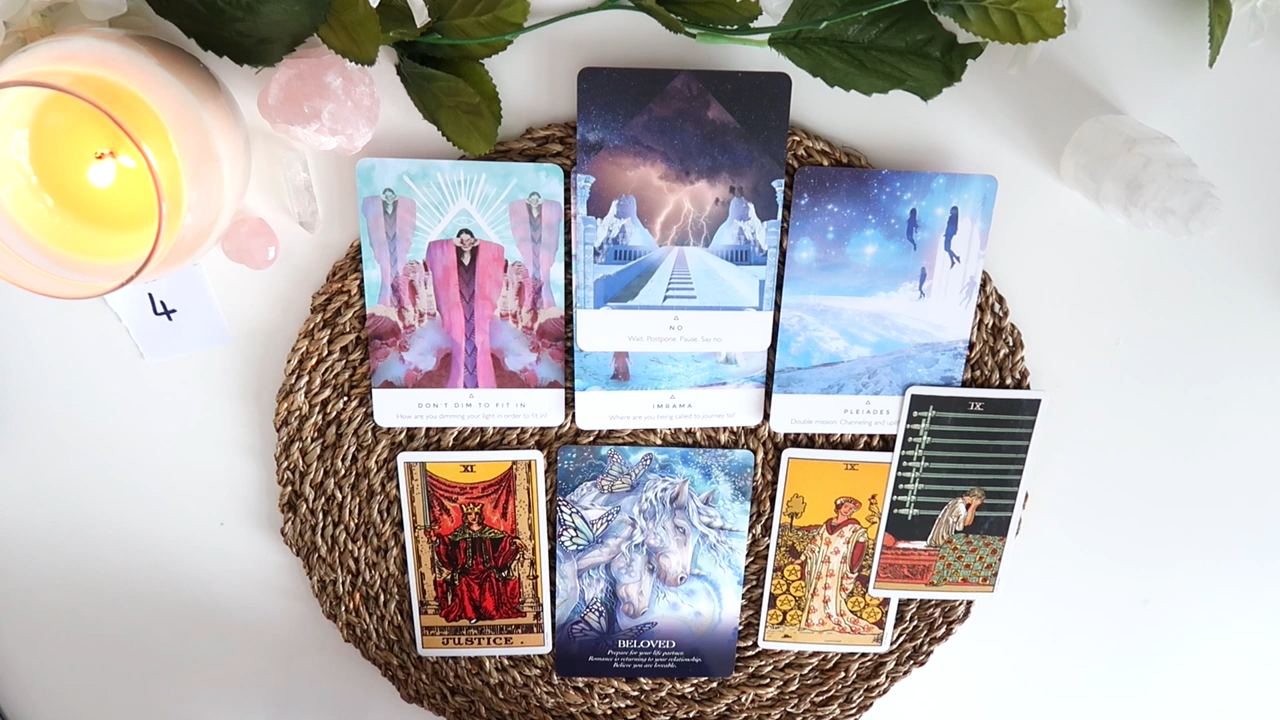 4
DON'T DIM TO FIT IN
How are you dimming your light in order to fit in?
NO
Wait. Postpone. Pause. Say no.
IMRAMA
Where are you being called to journey to?
PLEIADES
Double mission. Channeling and upli
XI
JUSTICE .
BELOVED
Prepare for your life partner.
Romance is returning to your relationship.
Believe you are loveable.
IX
IX